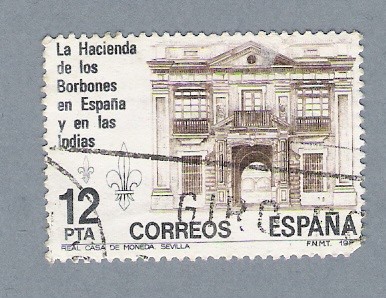 La Hacienda
de los
Borbones
en España
y en las
Indias
12
PTA
CORREOS ESPAÑA
REAL CASA DE MONEDA. SEVILLA
F.N.M.T.
GIRO